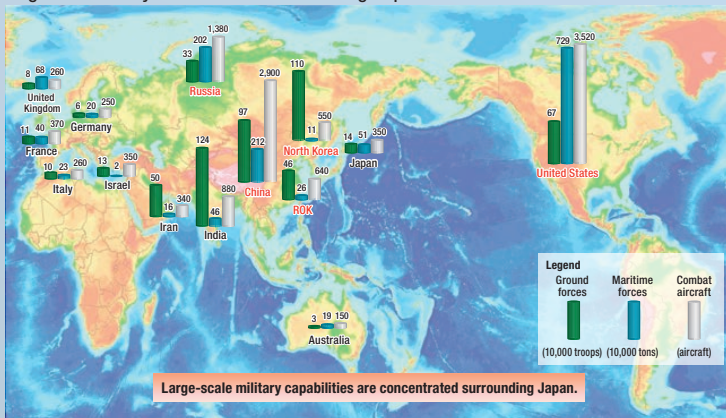 33 202 1,380
Russia
8 68 260
United
Kingdom
6 20 250
Germany
11 40 370
France
10 23 260
Italy
13 2 350
Israel
50 16 340
Iran
124 46 880
India
97 212 2,900
China
110 11 550
North Korea
46 26 640
ROK
14 51 350
Japan
67 729 3,520
United States
3 19 150
Australia
Legend
Ground
forces
Maritime
forces
Combat
aircraft
(10,000 troops) (10,000 tons) (aircraft)
Large-scale military capabilities are concentrated surrounding Japan.